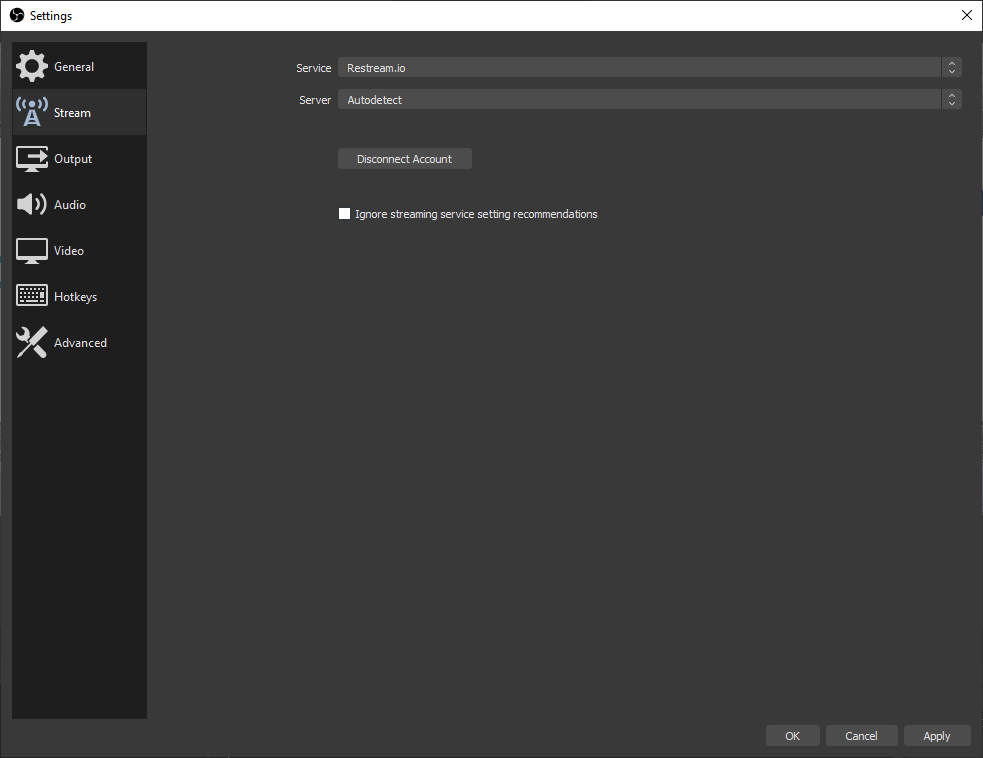 Settings
General
Stream
Output
Audio
Video
Hotkeys
Advanced
Service Restream.io
Server Autodetect
Disconnect Account
Ignore streaming service setting recommendations
OK Cancel Apply